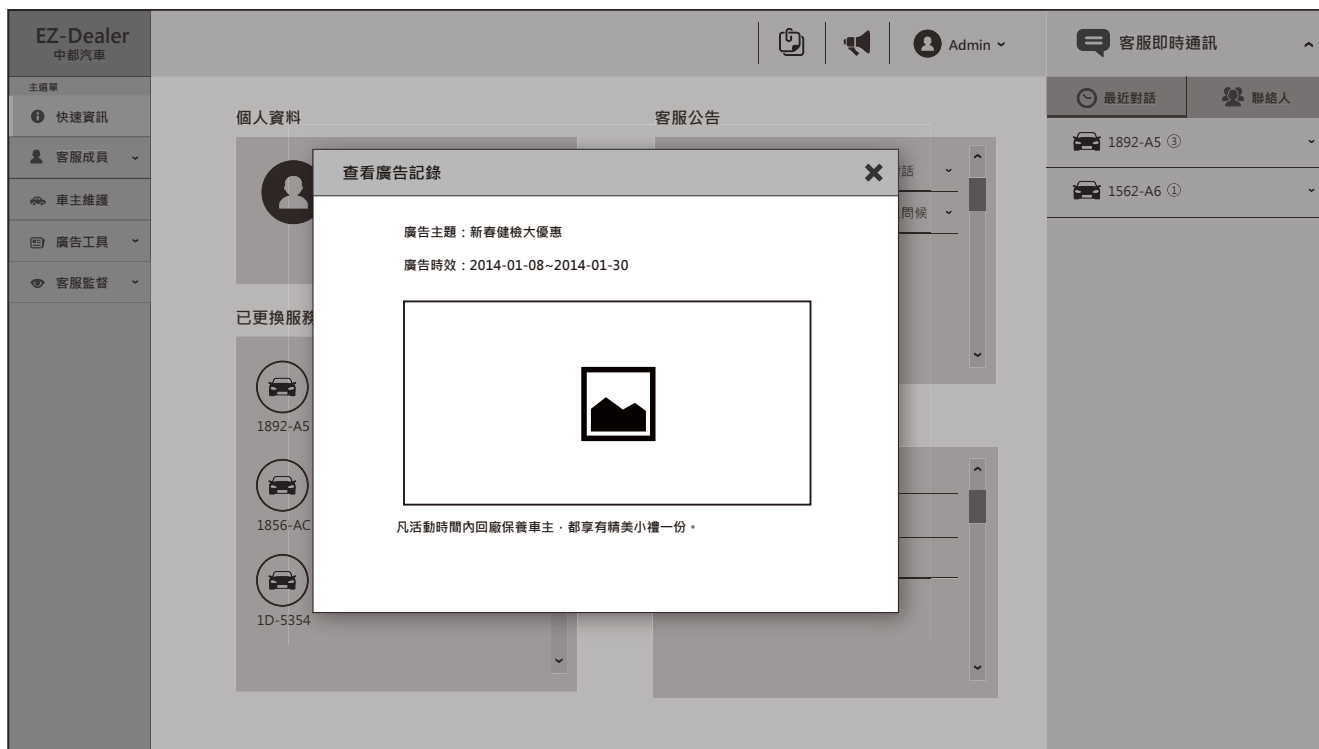 EZ-Dealer
中都汽車
Admin
客服即時通訊
主選單
快速資訊
客服成員
車主維護
廣告工具
客服監督
個人資料
客服公告
最近對話
聯絡人
1892-A5 ③
1562-A6 ①
話
問候
查看廣告記錄
廣告主題：新春健檢大優惠
廣告時效：2014-01-08~2014-01-30
凡活動時間內回廠保養車主，都享有精美小禮一份。
已更換服務
1892-A5
1856-AC
1D-5354